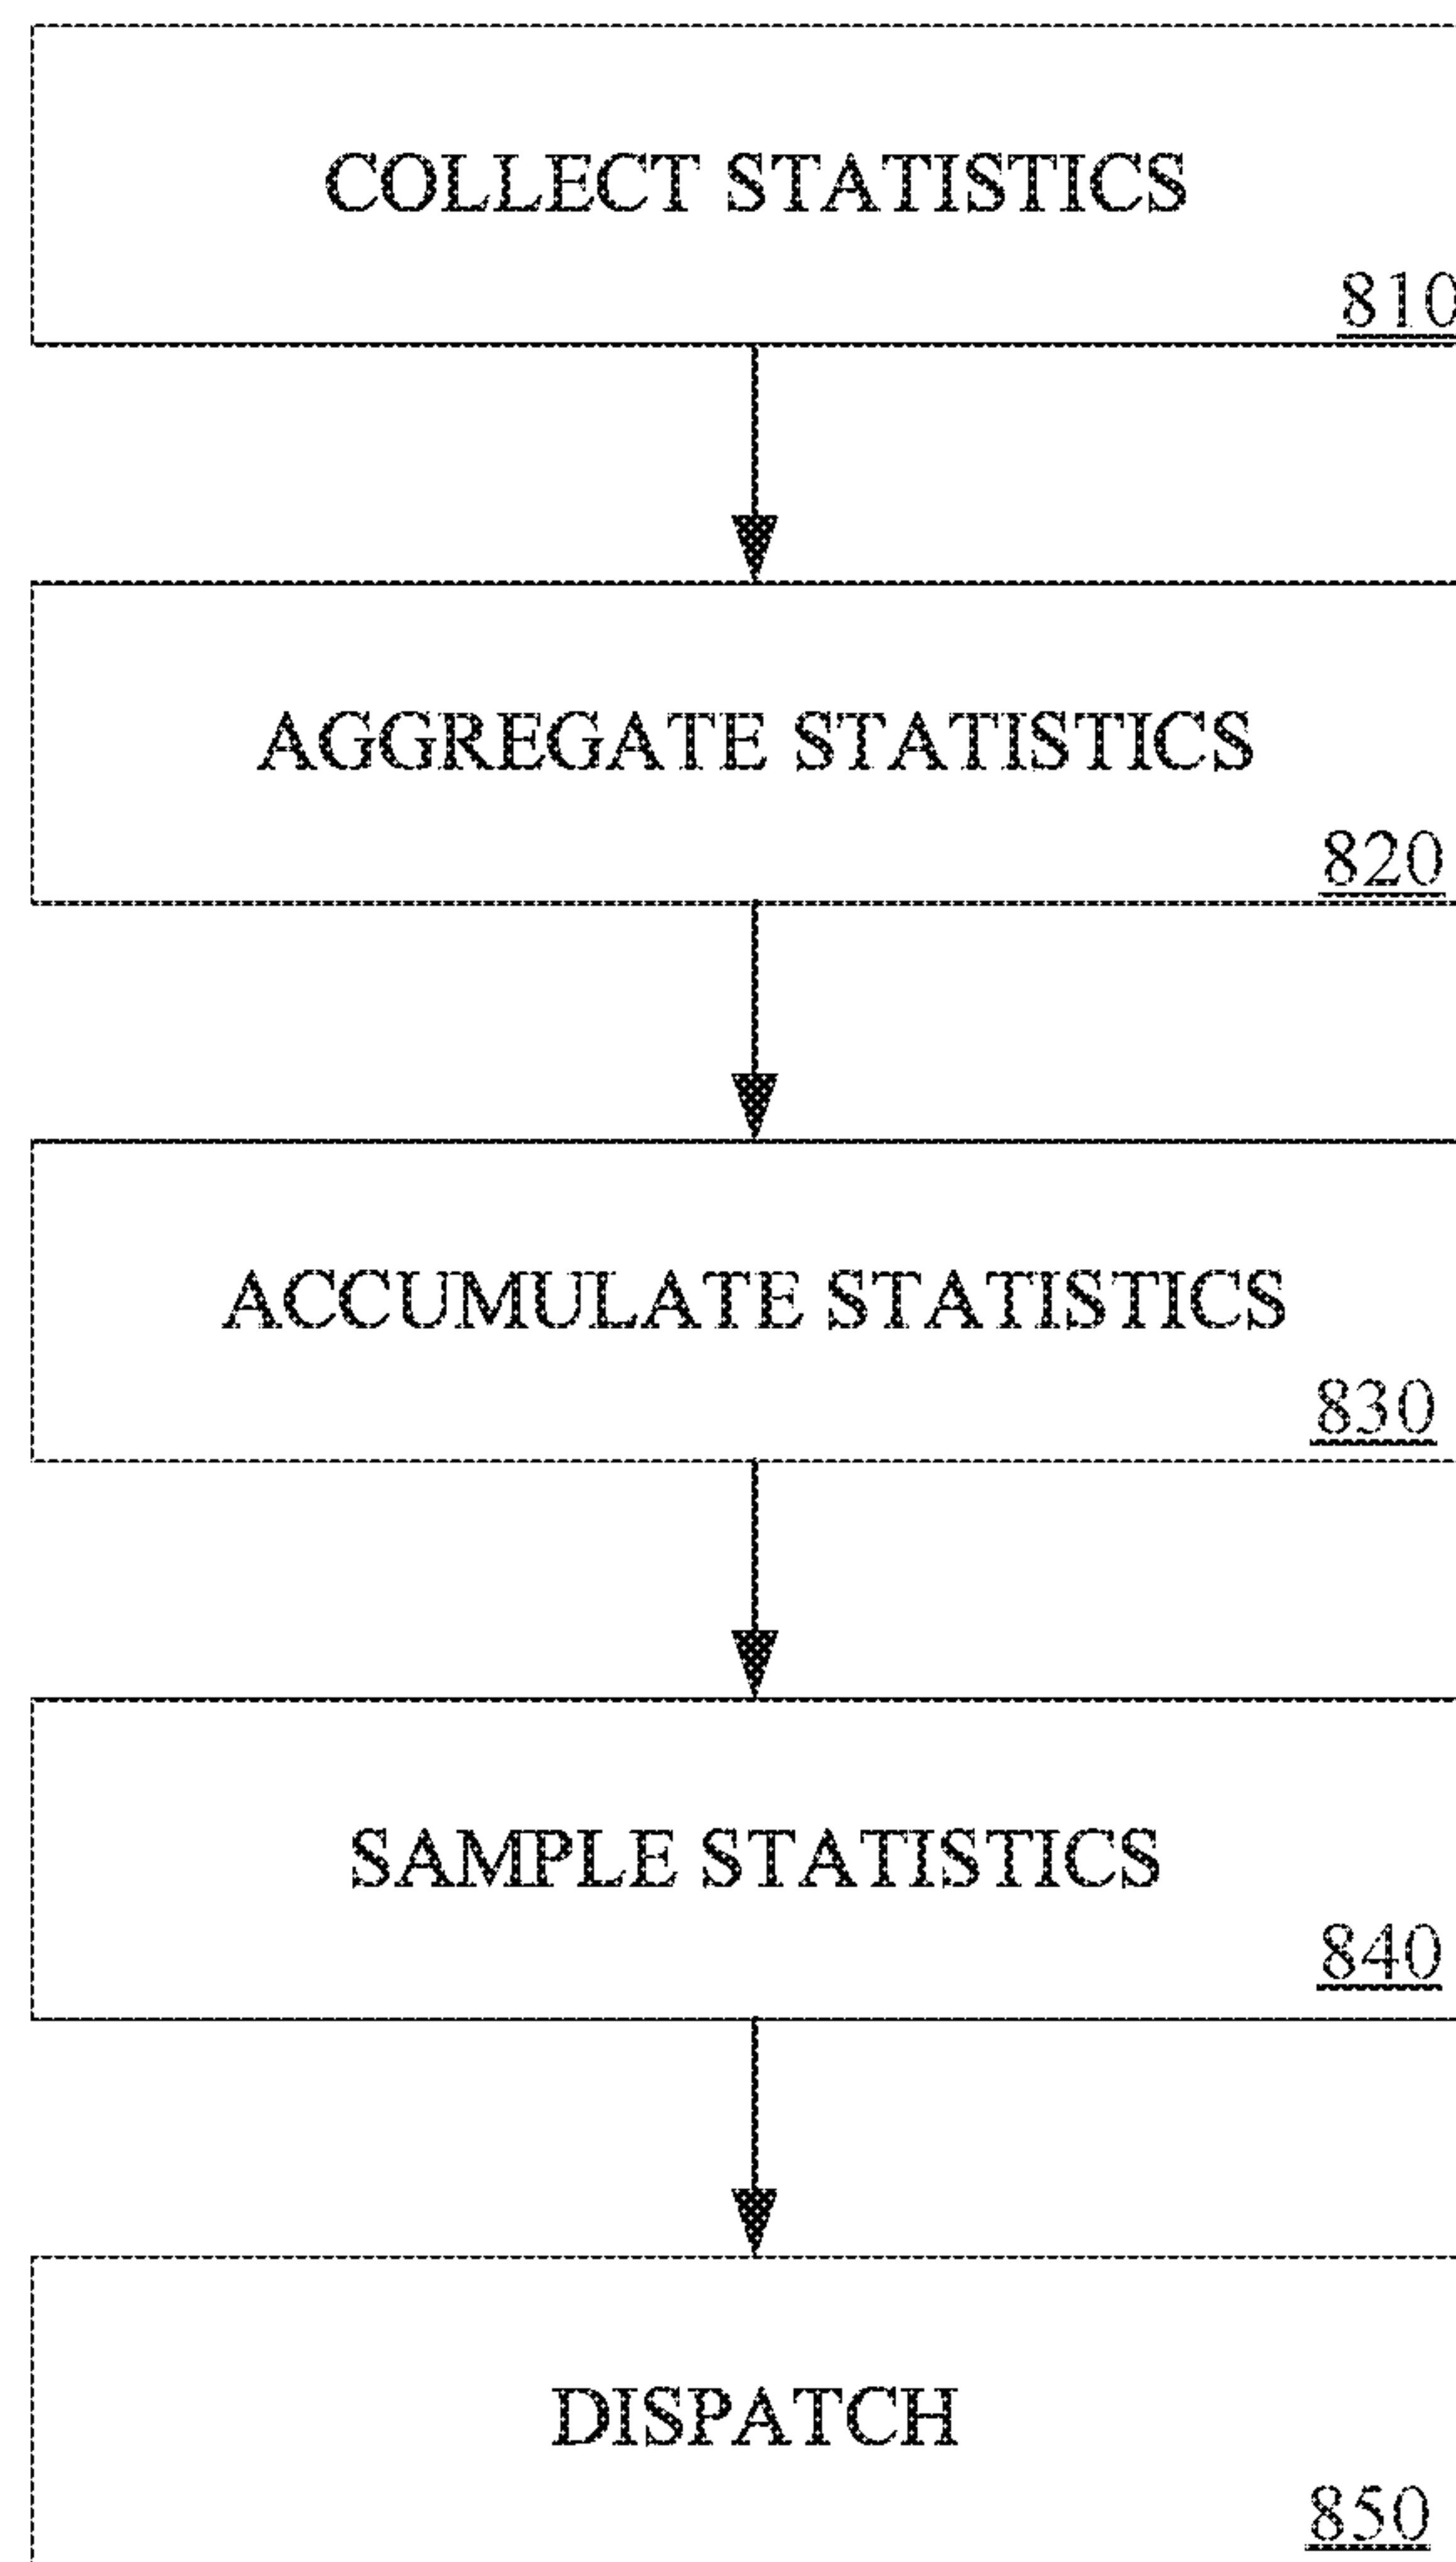 COLLECT STATISTICS
810
AGGREGATE STATISTICS
820
ACCUMULATE STATISTICS
830
SAMPLE STATISTICS
840
DISPATCH
850